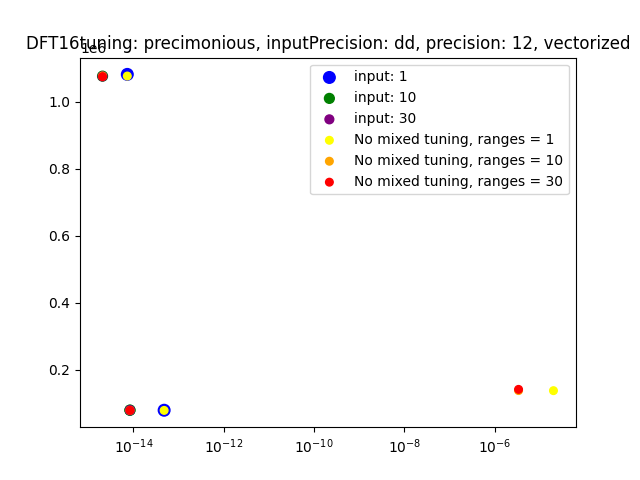 DFT16tuning: precimonious, inputPrecision: dd, precision: 12, vectorized
1e6
input: 1
input: 10
input: 30
No mixed tuning, ranges = 1
No mixed tuning, ranges = 10
No mixed tuning, ranges = 30
1.0
0.8
0.6
0.4
0.2
10⁻¹⁴ 10⁻¹² 10⁻¹⁰ 10⁻⁸ 10⁻⁶